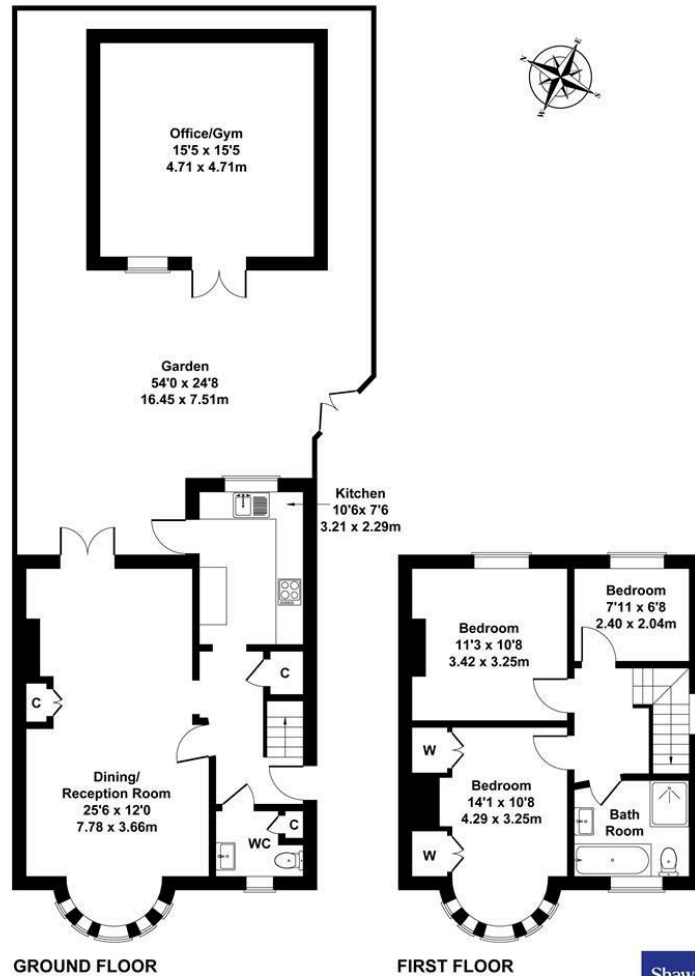 Office/Gym
15'5 x 15'5
4.71 x 4.71m
N
E
S
W
Garden
54'0 x 24'8
16.45 x 7.51m
Kitchen
10'6x 7'6
3.21 x 2.29m
C
C
Dining/
Reception Room
25'6 x 12'0
7.78 x 3.66m
WC
C
GROUND FLOOR
Bedroom
11'3 x 10'8
3.42 x 3.25m
Bedroom
7'11 x 6'8
2.40 x 2.04m
W
Bedroom
14'1 x 10'8
4.29 x 3.25m
W
Bath
Room
FIRST FLOOR
Shaw